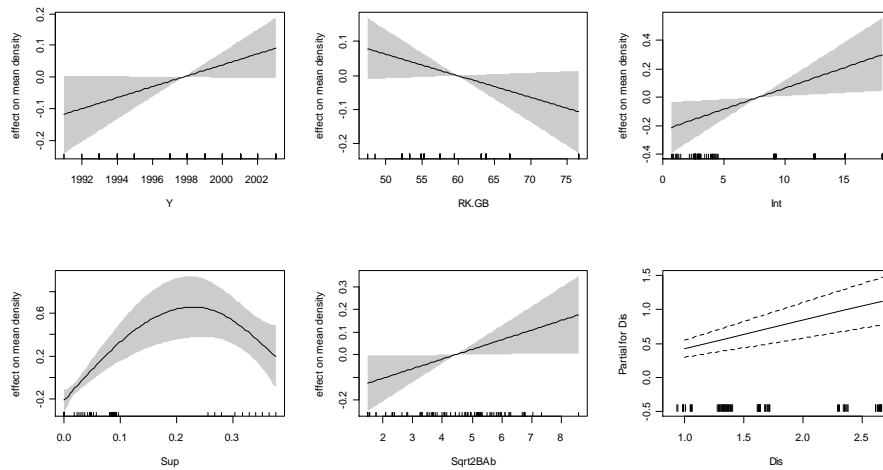 effect on mean density
-0.2 -0.1 0.0 0.1 0.2
1992 1994 1996 1998 2000 2002
Y
effect on mean density
-0.2 -0.1 0.0 0.1
50 55 60 65 70 75
RK.GB
effect on mean density
-0.4 -0.2 0.0 0.2 0.4
0 5 10 15
Int
effect on mean density
-0.2 0.2 0.6
0.0 0.1 0.2 0.3
Sup
effect on mean density
-0.2 0.0 0.1 0.2 0.3
2 3 4 5 6 7 8
Sqrt2BAb
Partial for Dis
-0.5 0.0 0.5 1.0 1.5
1.0 1.5 2.0 2.5
Dis